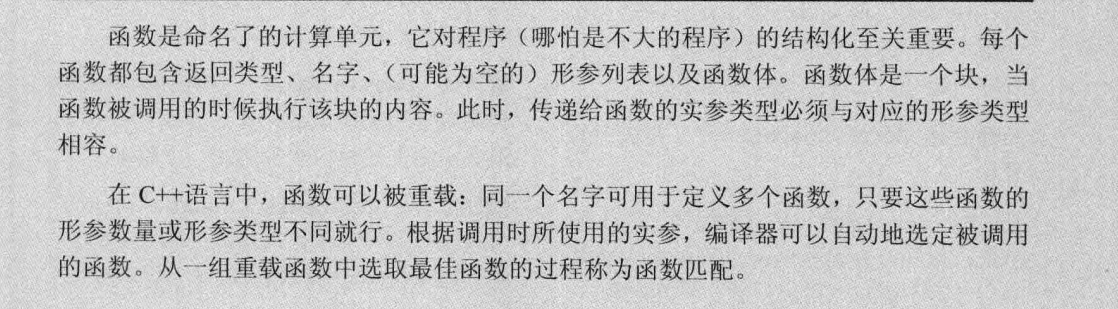 函数是命名了的计算单元，它对程序（哪怕是不大的程序）的结构化至关重要。每个
函数都包含返回类型、名字、（可能为空的）形参列表以及函数体。函数体是一个块，当
函数被调用的时候执行该块的内容。此时，传递给函数的实参类型必须与对应的形参类型
相容。
在 C++语言中，函数可以被重载：同一个名字可用于定义多个函数，只要这些函数的
形参数量或形参类型不同就行。根据调用时所使用的实参，编译器可以自动地选定被调用
的函数。从一组重载函数中选取最佳函数的过程称为函数匹配。